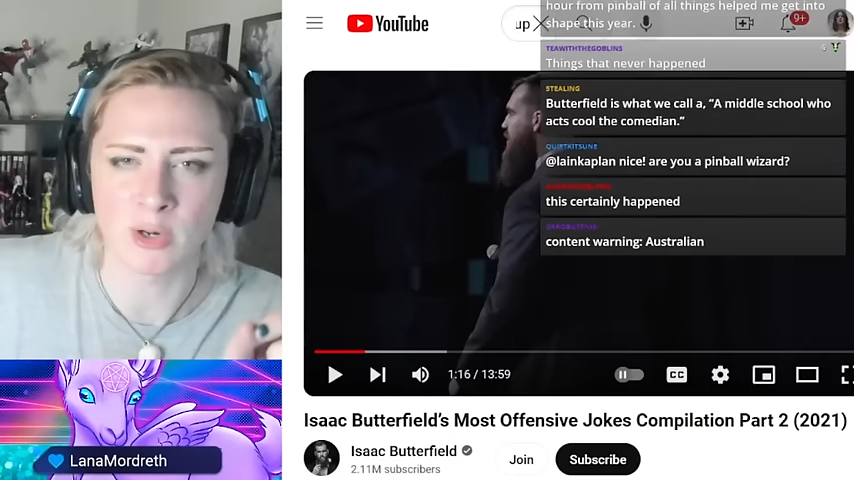 YouTube
up
9+
hour from pinball of all things helped me get into
shape this year.
TEAWITHTHEGOBLINS
6
Things that never happened
STEALING
Butterfield is what we call a, “A middle school who
acts cool the comedian.”
QUIETKITSUNE
@lainkaplan nice! are you a pinball wizard?
this certainly happened
content warning: Australian
1:16 / 13:59
CC
Isaac Butterfield’s Most Offensive Jokes Compilation Part 2 (2021)
Isaac Butterfield
2.11M subscribers
Join
Subscribe
LanaMordreth